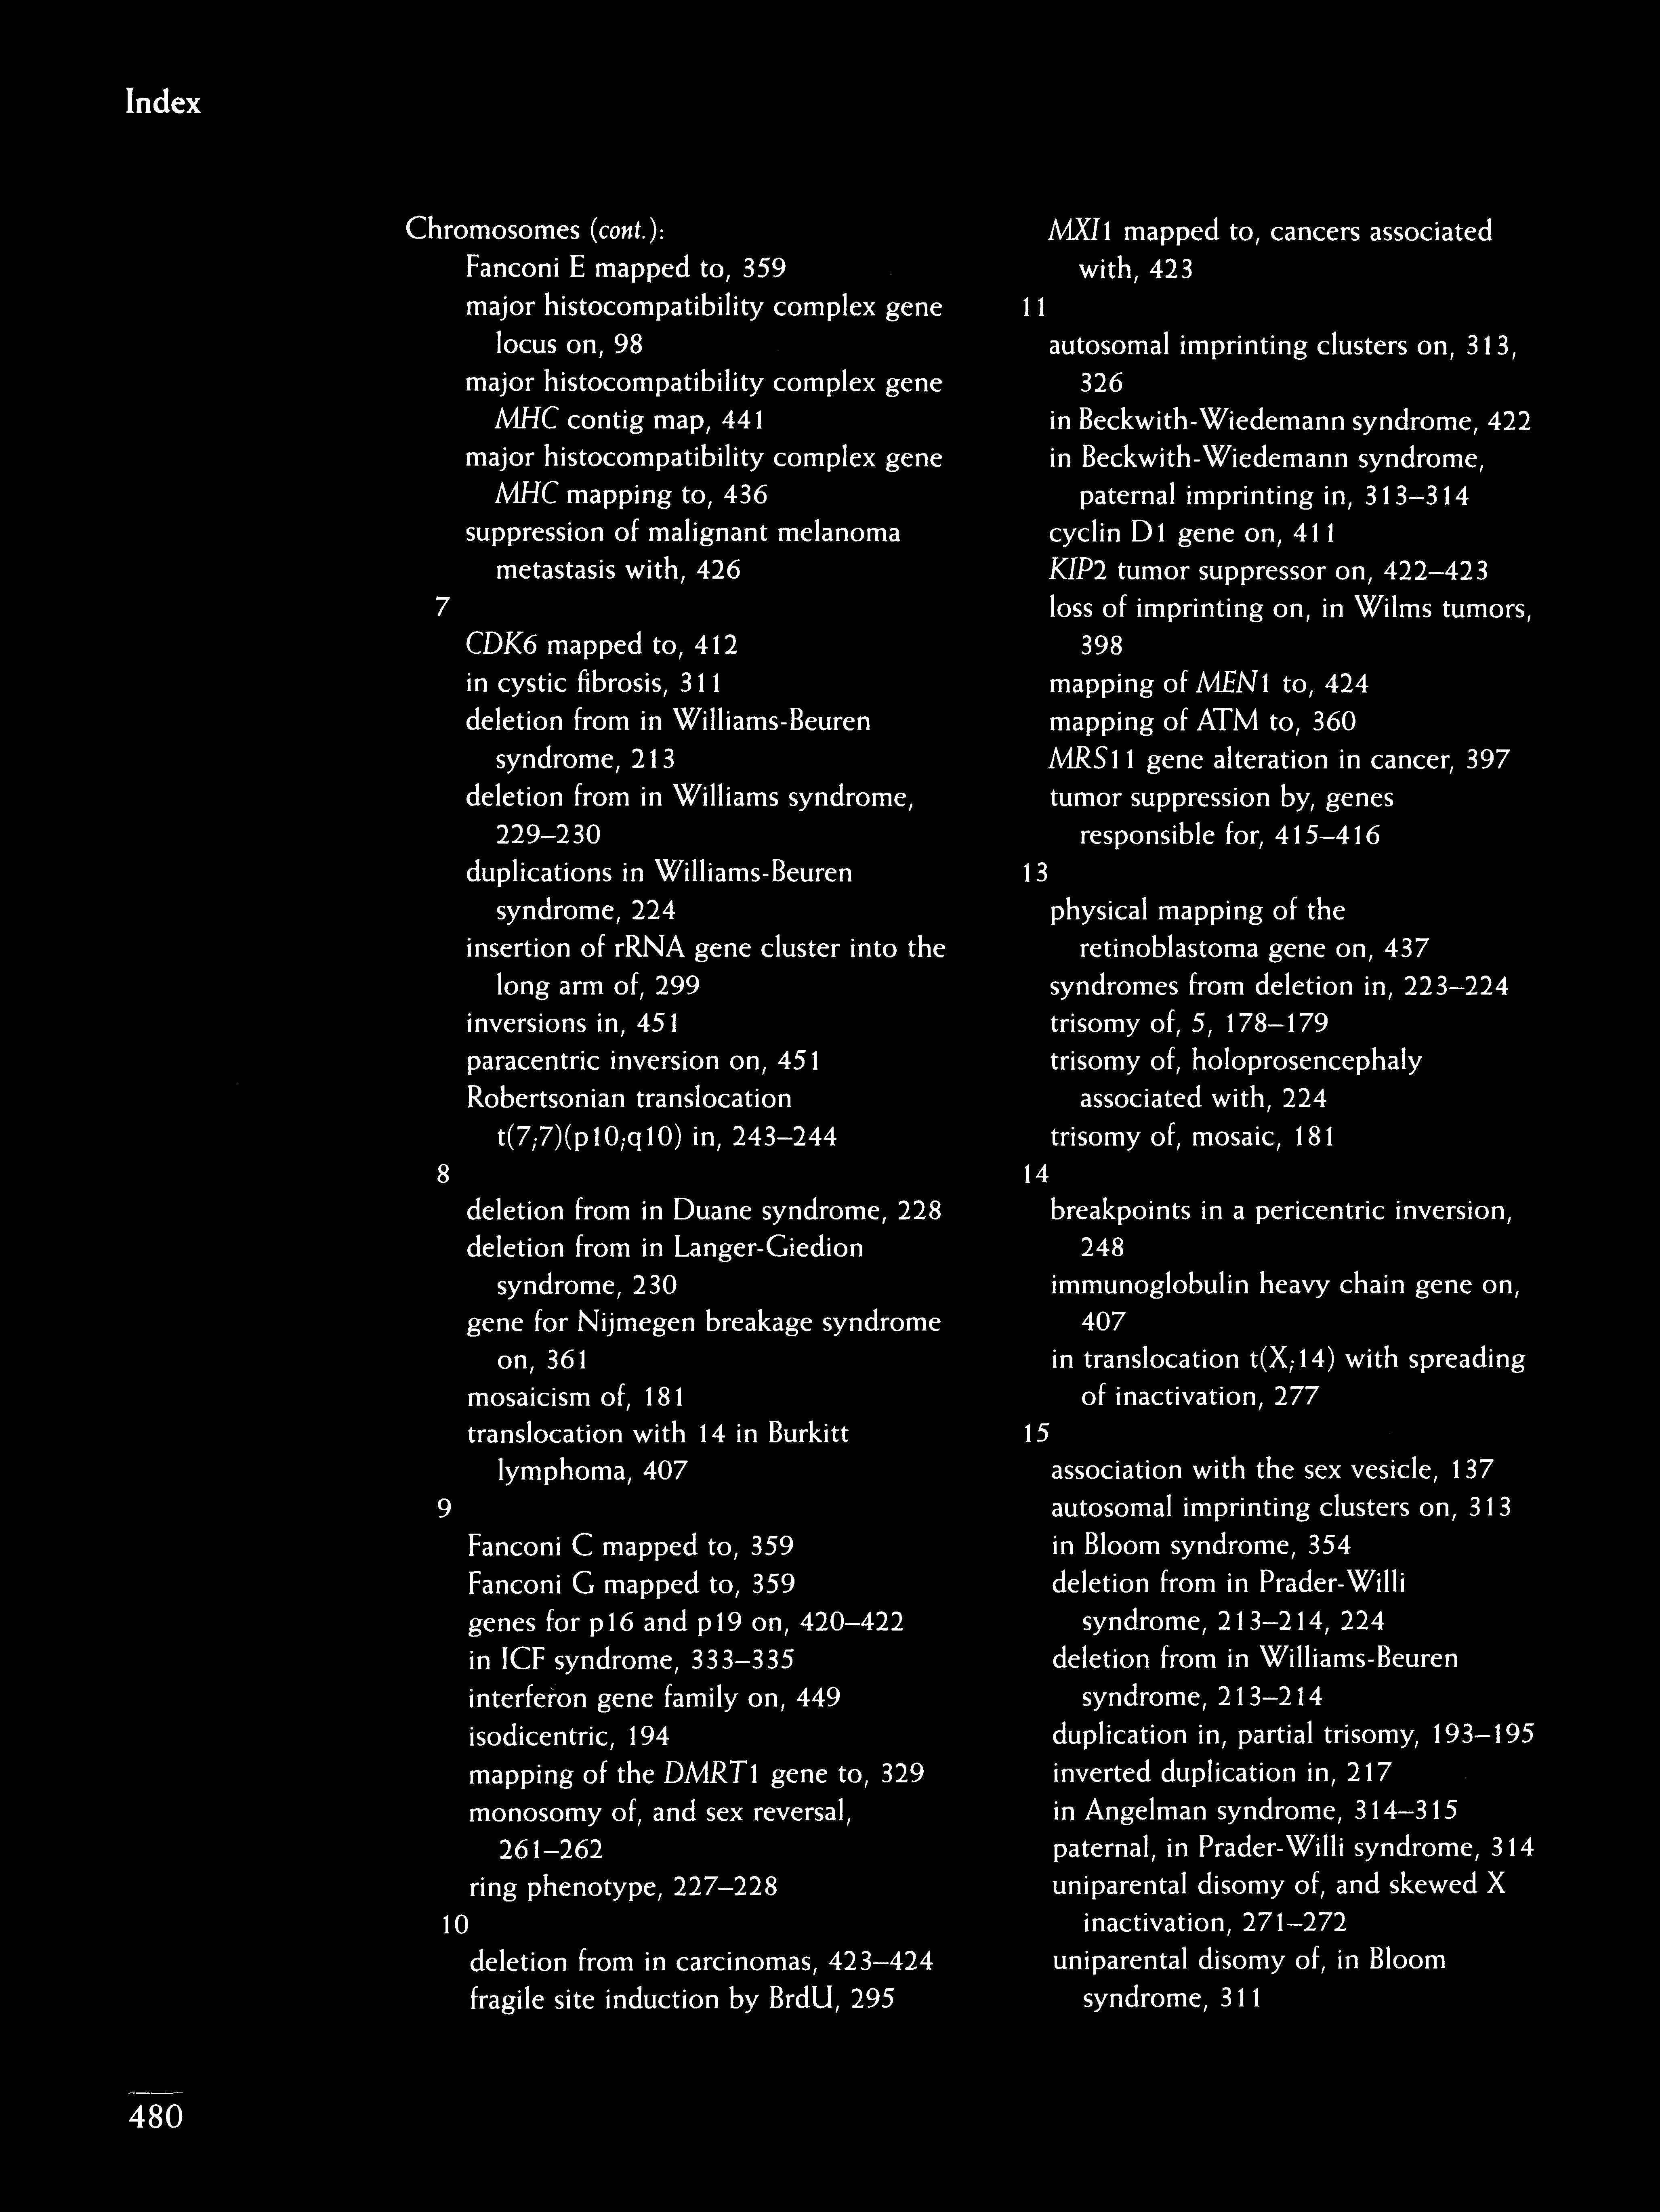 Index
Chromosomes (cont.):
Fanconi E mapped to, 359
major histocompatibility complex gene
locus on, 98
major histocompatibility complex gene
MHC contig map, 441
major histocompatibility complex gene
MHC mapping to, 436
suppression of malignant melanoma
metastasis with, 426
7
CDK6 mapped to, 412
in cystic fibrosis, 311
deletion from in Williams-Beuren
syndrome, 213
deletion from in Williams syndrome,
229–230
duplications in Williams-Beuren
syndrome, 224
insertion of rRNA gene cluster into the
long arm of, 299
inversions in, 451
paracentric inversion on, 451
Robertsonian translocation
t(7;7)(p10;q10) in, 243–244
8
deletion from in Duane syndrome, 228
deletion from in Langer-Giedion
syndrome, 230
gene for Nijmegen breakage syndrome
on, 361
mosaicism of, 181
translocation with 14 in Burkitt
lymphoma, 407
9
Fanconi C mapped to, 359
Fanconi G mapped to, 359
genes for p16 and p19 on, 420–422
in ICF syndrome, 333–335
interferon gene family on, 449
isodicentric, 194
mapping of the DMRT1 gene to, 329
monosomy of, and sex reversal,
261–262
ring phenotype, 227–228
10
deletion from in carcinomas, 423–424
fragile site induction by BrdU, 295
MXI1 mapped to, cancers associated
with, 423
11
autosomal imprinting clusters on, 313,
326
in Beckwith-Wiedemann syndrome, 422
in Beckwith-Wiedemann syndrome,
paternal imprinting in, 313–314
cyclin D1 gene on, 411
KIP2 tumor suppressor on, 422–423
loss of imprinting on, in Wilms tumors,
398
mapping of MEN1 to, 424
mapping of ATM to, 360
MRS11 gene alteration in cancer, 397
tumor suppression by, genes
responsible for, 415–416
13
physical mapping of the
retinoblastoma gene on, 437
syndromes from deletion in, 223–224
trisomy of, 5, 178–179
trisomy of, holoprosencephaly
associated with, 224
trisomy of, mosaic, 181
14
breakpoints in a pericentric inversion,
248
immunoglobulin heavy chain gene on,
407
in translocation t(X;14) with spreading
of inactivation, 277
15
association with the sex vesicle, 137
autosomal imprinting clusters on, 313
in Bloom syndrome, 354
deletion from in Prader-Willi
syndrome, 213–214, 224
deletion from in Williams-Beuren
syndrome, 213–214
duplication in, partial trisomy, 193–195
inverted duplication in, 217
in Angelman syndrome, 314–315
paternal, in Prader-Willi syndrome, 314
uniparental disomy of, and skewed X
inactivation, 271–272
uniparental disomy of, in Bloom
syndrome, 311
480